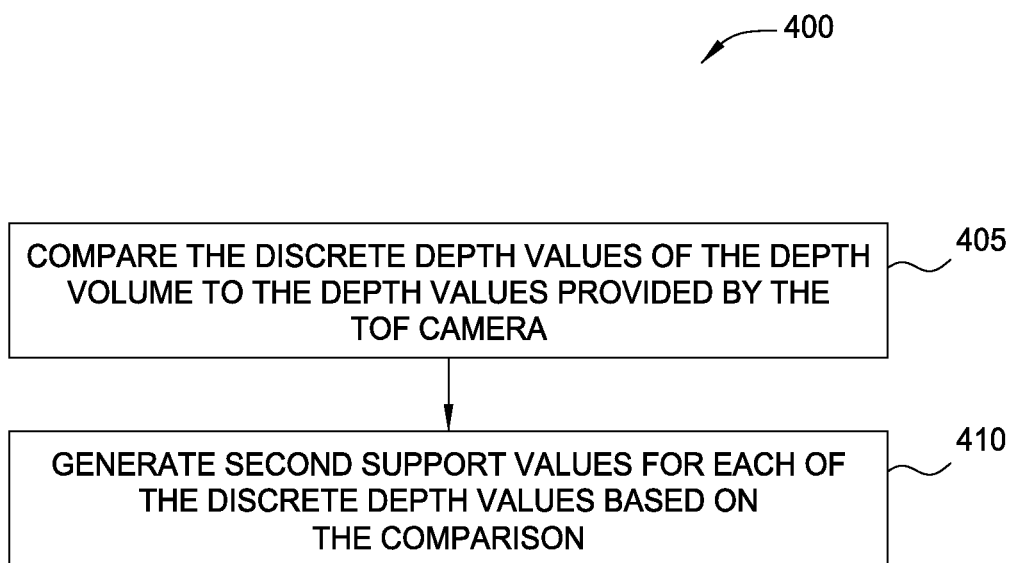 400
COMPARE THE DISCRETE DEPTH VALUES OF THE DEPTH
VOLUME TO THE DEPTH VALUES PROVIDED BY THE
TOF CAMERA
405
GENERATE SECOND SUPPORT VALUES FOR EACH OF
THE DISCRETE DEPTH VALUES BASED ON
THE COMPARISON
410